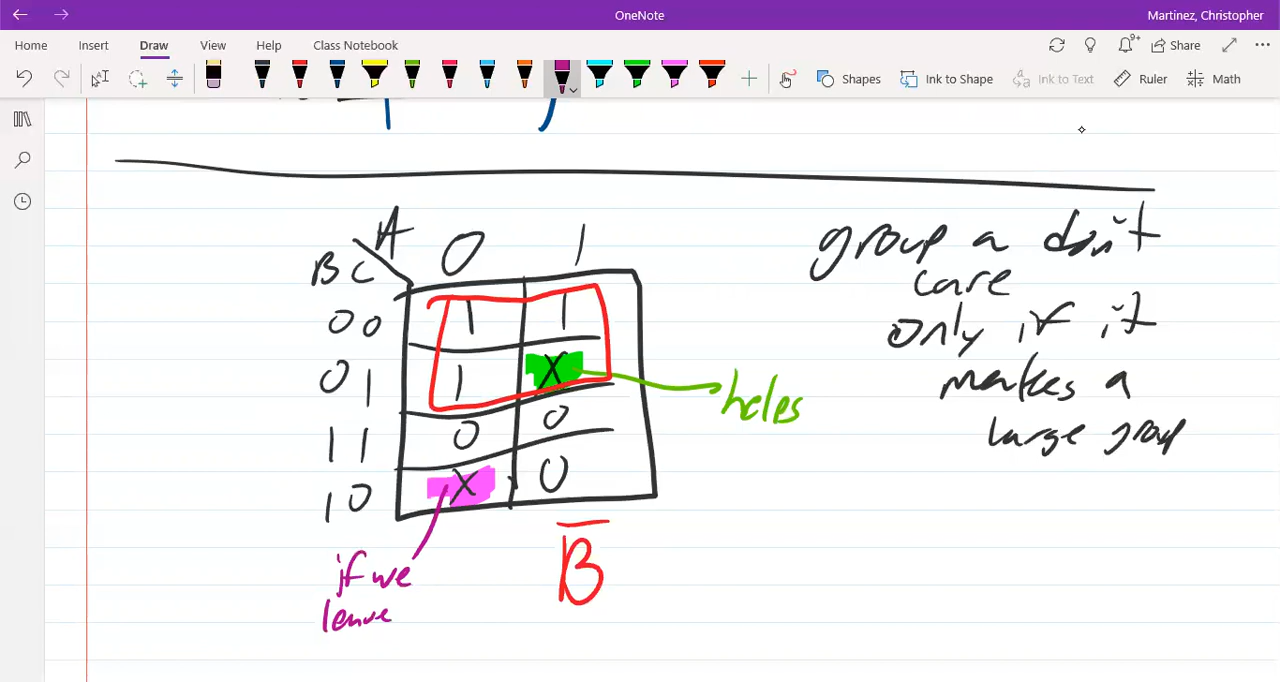 OneNote
Martínez, Christopher
Home Insert Draw View Help Class Notebook
Share
Shapes Ink to Shape Ink to Text Ruler Math
A 0 1
BC
00 1 1
01 1 X
11 0 0
10 X 0
helps
if we
leave
B̅
group a don't
care
only if it
makes a
large group